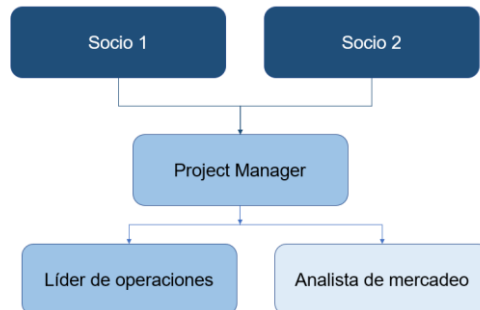 Socio 1
Socio 2
Project Manager
Líder de operaciones
Analista de mercadeo